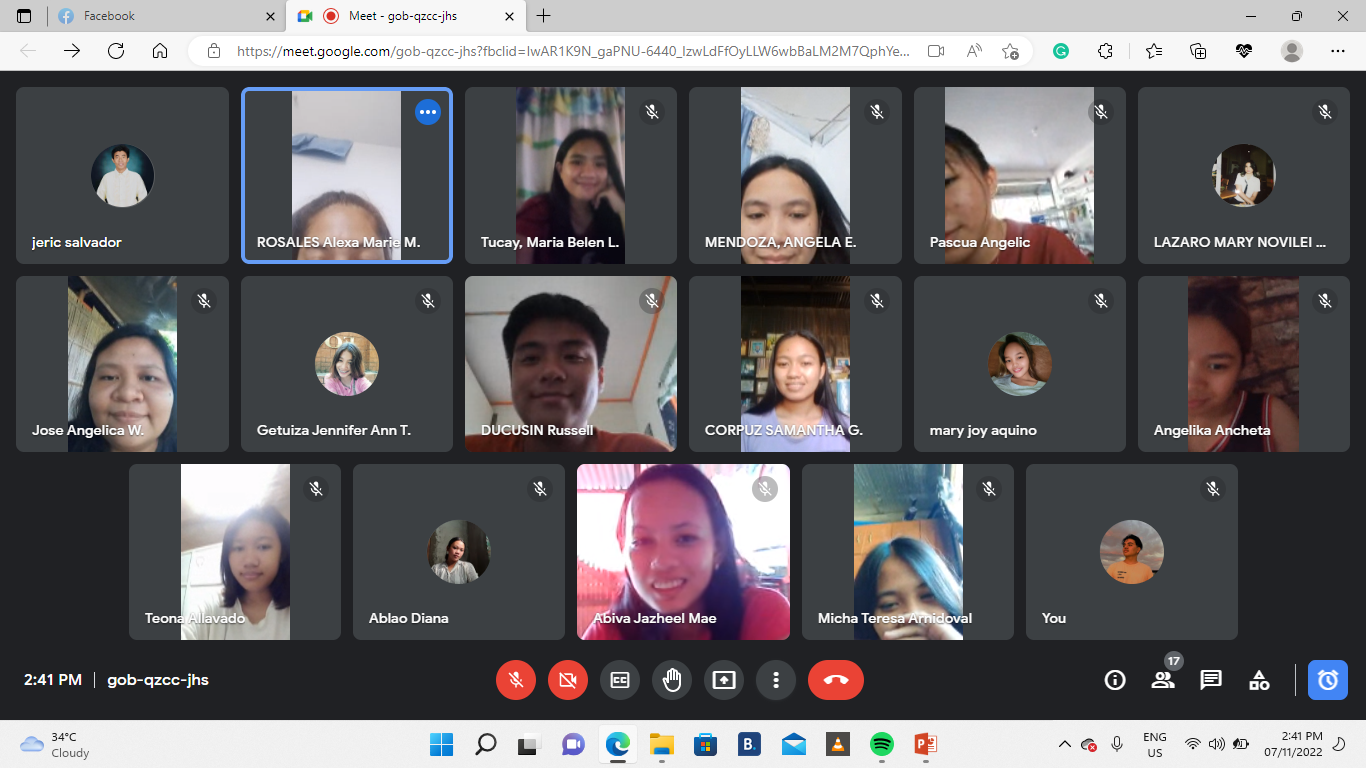 Facebook
Meet - gob-qzcc-jhs
https://meet.google.com/gob-qzcc-jhs?fbclid=IwAR1K9N_gaPNU-6440_lzwLdFfOyLLW6wbBaLM2M7QphYe...
jeric salvador
ROSALES Alexa Marie M.
Tucay, Maria Belen L.
MENDOZA, ANGELA E.
Pascua Angelic
LAZARO MARY NOVILEI ...
Jose Angelica W.
Getuiza Jennifer Ann T.
DUCUSIN Russell
CORPUZ SAMANTHA G.
mary joy aquino
Angelika Ancheta
Teona Allavado
Ablao Diana
Abiva Jazheel Mae
Micha Teresa Arnidoval
You
2:41 PM | gob-qzcc-jhs
CC
17
34°C
Cloudy
B.
ENG
US
2:41 PM
07/11/2022